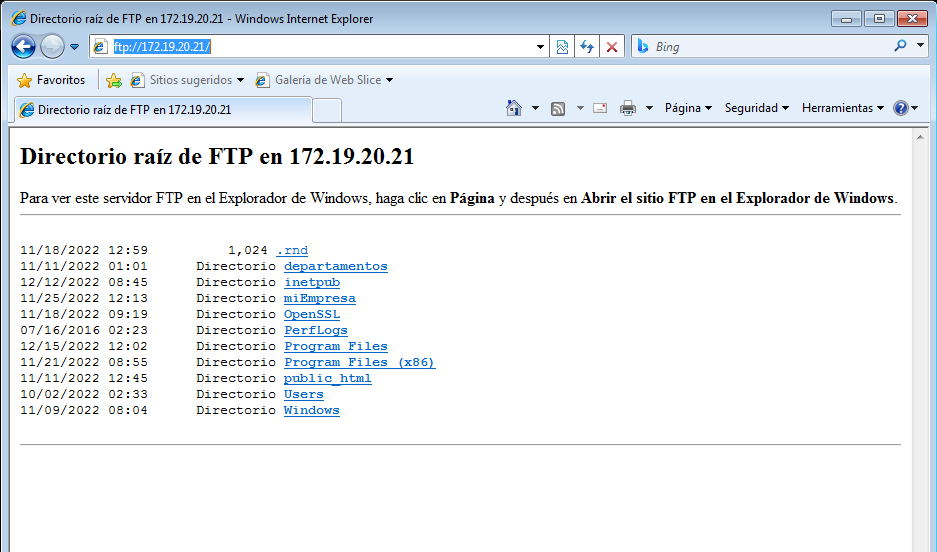 Directorio raíz de FTP en 172.19.20.21 - Windows Internet Explorer
ftp://172.19.20.21/
Bing
Favoritos Sitios sugeridos Galería de Web Slice
Directorio raíz de FTP en 172.19.20.21
Página Seguridad Herramientas
Directorio raíz de FTP en 172.19.20.21
Para ver este servidor FTP en el Explorador de Windows, haga clic en Página y después en Abrir el sitio FTP en el Explorador de Windows.
11/18/2022 12:59 1,024 .rnd
11/11/2022 01:01 Directorio departamentos
12/12/2022 08:45 Directorio inetpub
11/25/2022 12:13 Directorio miEmpresa
11/18/2022 09:19 Directorio OpenSSL
07/16/2016 02:23 Directorio PerfLogs
12/15/2022 12:02 Directorio Program Files
11/21/2022 08:55 Directorio Program Files (x86)
11/11/2022 12:45 Directorio public_html
10/02/2022 02:33 Directorio Users
11/09/2022 08:04 Directorio Windows